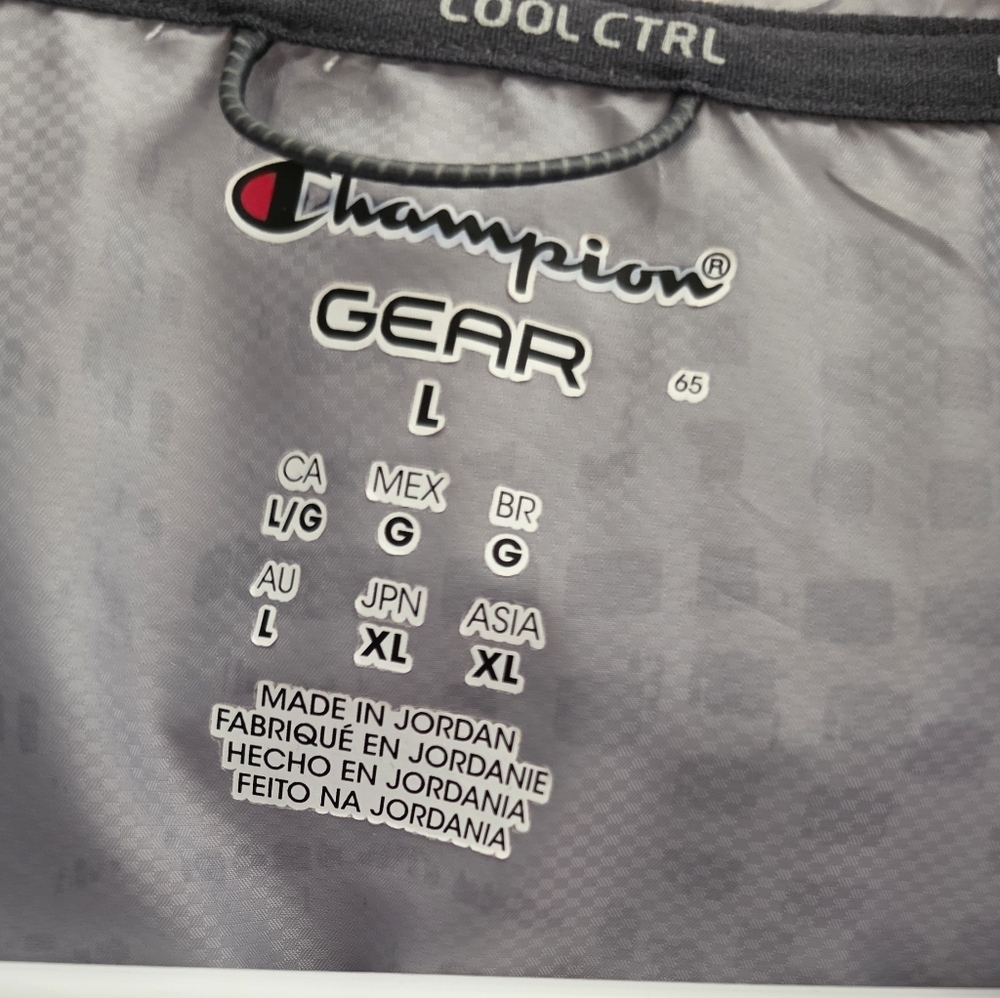 COOL CTRL
Champion®
GEAR
65
L
CA MEX BR
L/G G G
AU JPN ASIA
L XL XL
MADE IN JORDAN
FABRIQUÉ EN JORDANIE
HECHO EN JORDANIA
FEITO NA JORDANIA